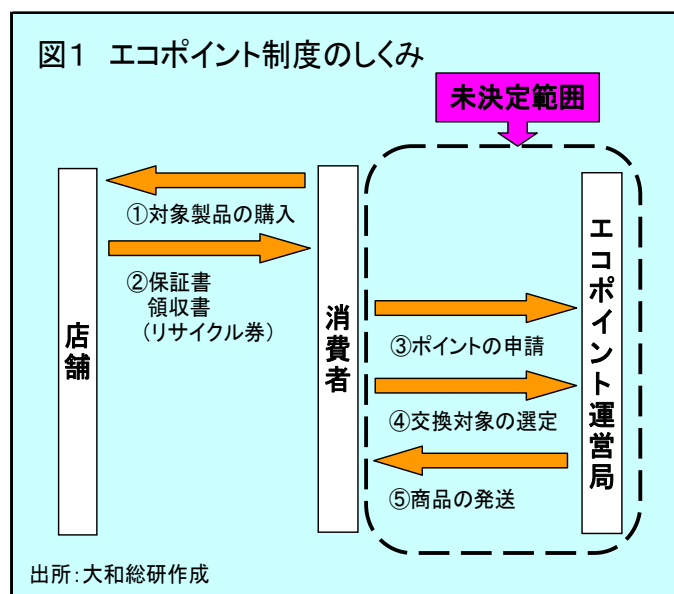 図1 エコポイント制度のしくみ
未決定範囲
①対象製品の購入
②保証書
領収書
(リサイクル券)
店舗
消費者
③ポイントの申請
④交換対象の選定
⑤商品の発送
エコポイント運営局
出所:大和総研作成